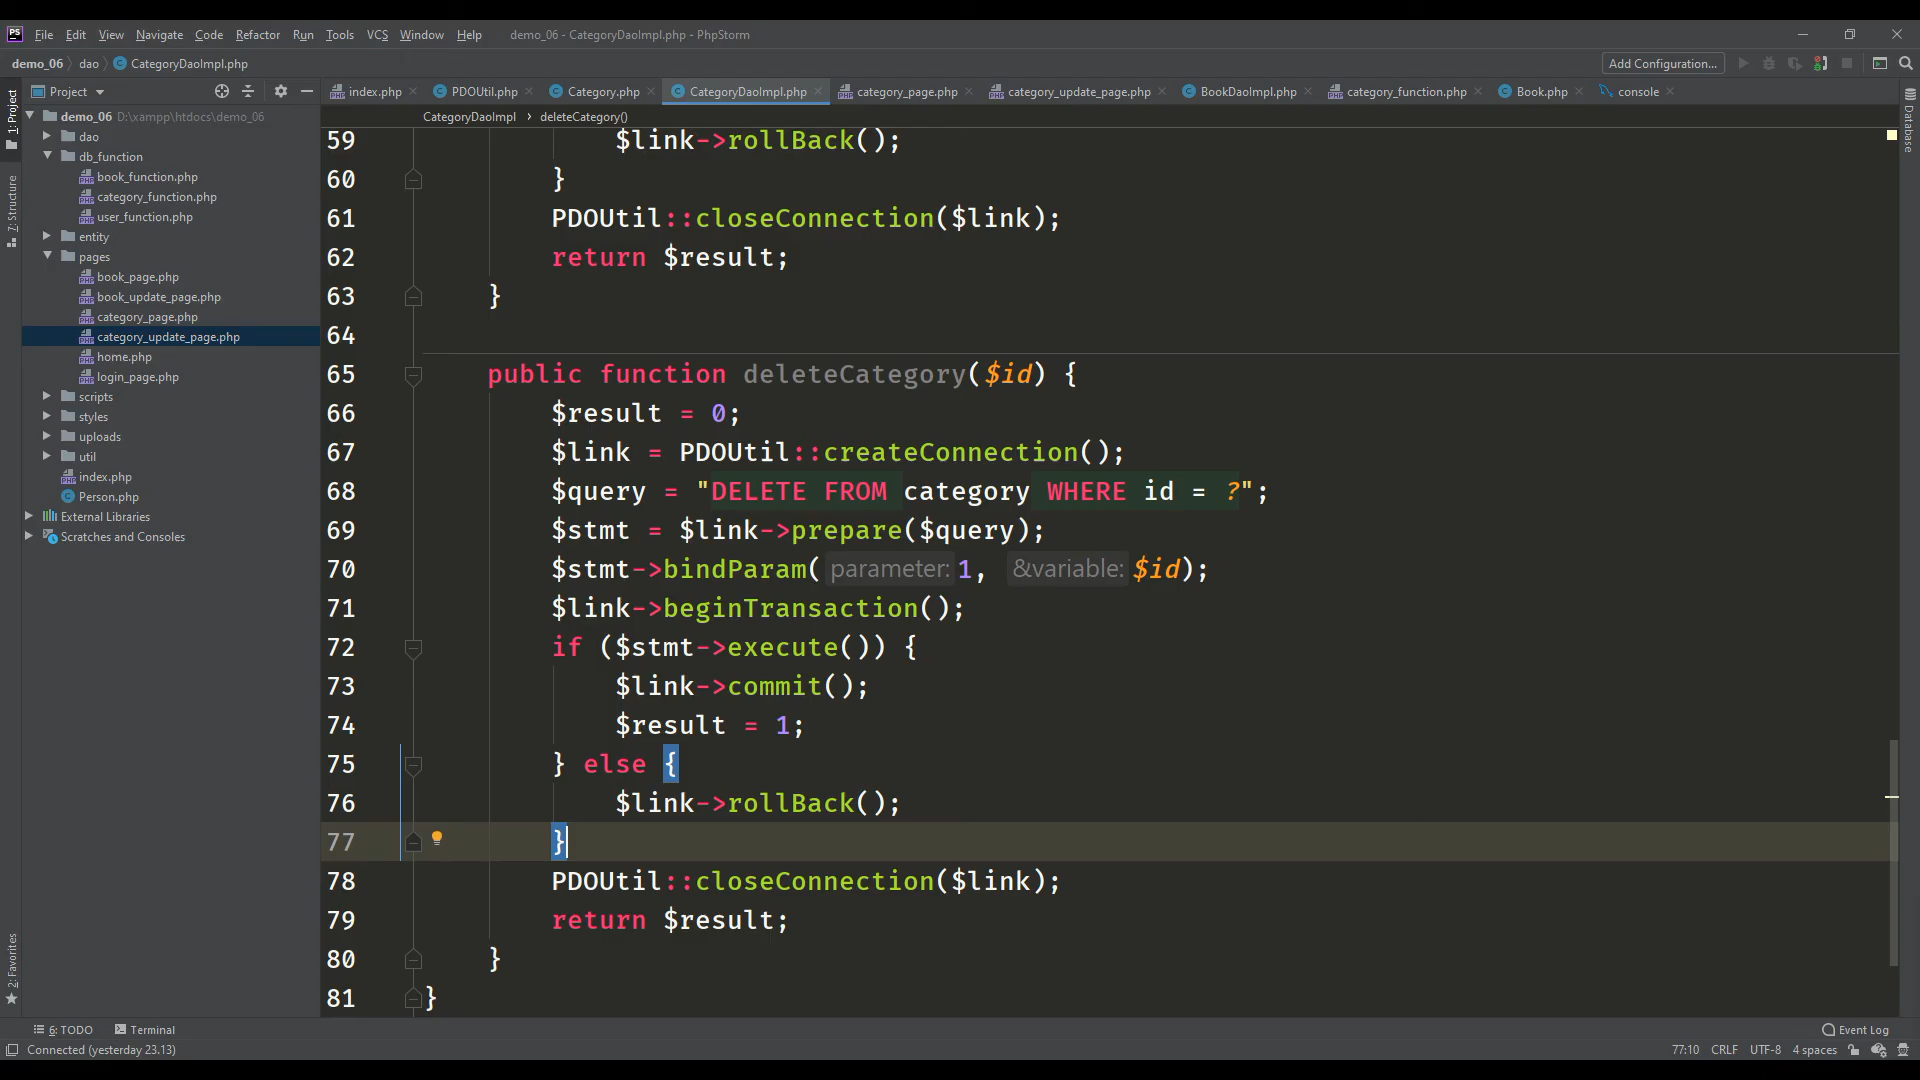 PS File Edit View Navigate Code Refactor Run Tools VCS Window Help demo_06 - CategoryDaoImpl.php - PhpStorm
demo_06 dao CategoryDaoImpl.php Add Configuration...
Project index.php PDOUtil.php Category.php CategoryDaoImpl.php category_page.php category_update_page.php BookDaoImpl.php category_function.php Book.php console
CategoryDaoImpl deleteCategory()
1: Project
7: Structure
2: Favorites
Database
demo_06 D:\xampp\htdocs\demo_06
dao
db_function
book_function.php
category_function.php
user_function.php
entity
pages
book_page.php
book_update_page.php
category_page.php
category_update_page.php
home.php
login_page.php
scripts
styles
uploads
util
index.php
Person.php
External Libraries
Scratches and Consoles
59 $link->rollBack();
60 }
61 PDOUtil::closeConnection($link);
62 return $result;
63 }
64
65 public function deleteCategory($id) {
66 $result = 0;
67 $link = PDOUtil::createConnection();
68 $query = "DELETE FROM category WHERE id = ?";
69 $stmt = $link->prepare($query);
70 $stmt->bindParam( parameter: 1, &variable: $id);
71 $link->beginTransaction();
72 if ($stmt->execute()) {
73 $link->commit();
74 $result = 1;
75 } else {
76 $link->rollBack();
77 }
78 PDOUtil::closeConnection($link);
79 return $result;
80 }
81 }
6: TODO Terminal Event Log
Connected (yesterday 23.13) 77:10 CRLF UTF-8 4 spaces